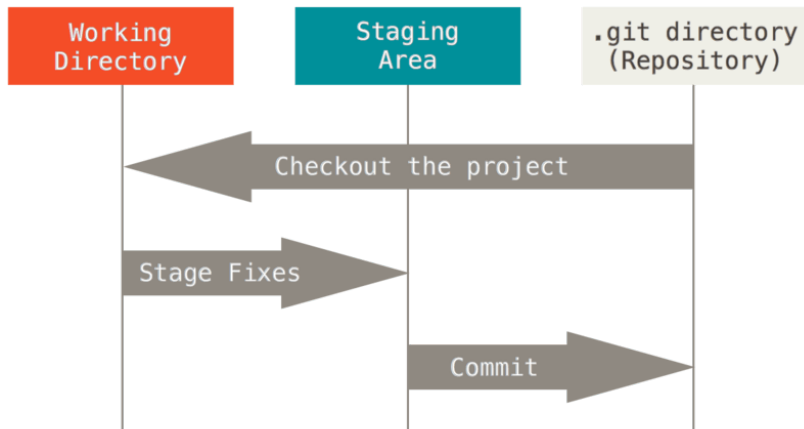 Working
Directory
Staging
Area
.git directory
(Repository)
Checkout the project
Stage Fixes
Commit